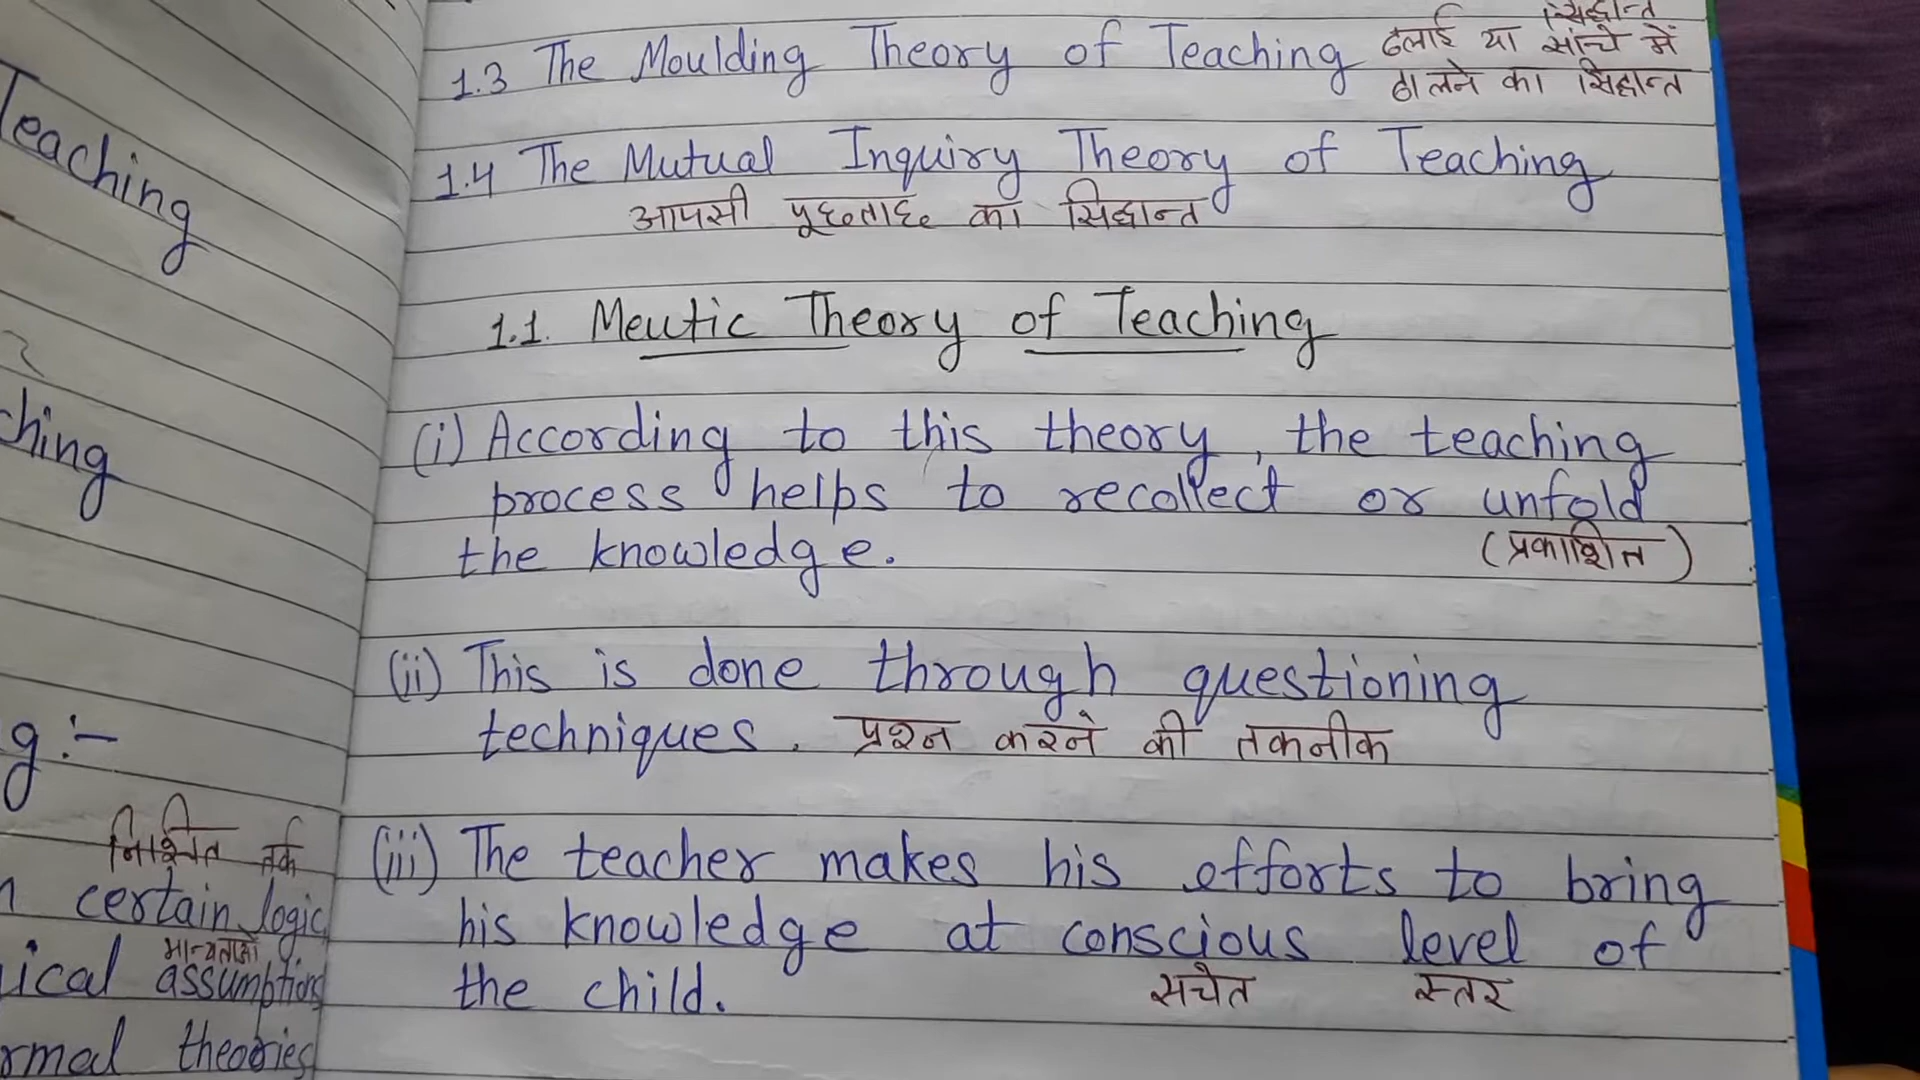 Teaching
ching
g:-
निश्चित तर्क
certain logic
मान्यताओं
ical assumptions
rmal theories
सिद्धान्त
1.3 The Moulding Theory of Teaching ढलाई या सांचे में
ढालने का सिद्धान्त
1.4 The Mutual Inquiry Theory of Teaching
आपसी पूछताछ का सिद्धान्त
1.1. Meutic Theory of Teaching
(i) According to this theory, the teaching
process helps to recollect or unfold
the knowledge. (प्रकाशित)
(ii) This is done through questioning
techniques. प्रश्न करने की तकनीक
(iii) The teacher makes his efforts to bring
his knowledge at conscious level of
the child. सचेत स्तर